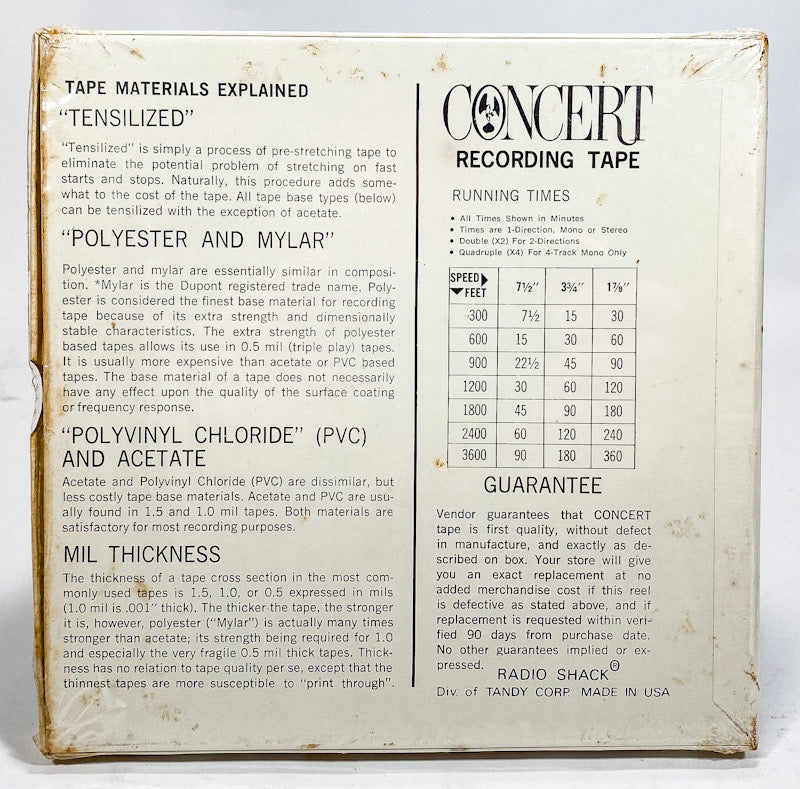 TAPE MATERIALS EXPLAINED
“TENSILIZED”
“Tensilized” is simply a process of pre-stretching tape to
eliminate the potential problem of stretching on fast
starts and stops. Naturally, this procedure adds some-
what to the cost of the tape. All tape base types (below)
can be tensilized with the exception of acetate.
“POLYESTER AND MYLAR”
Polyester and mylar are essentially similar in composi-
tion. *Mylar is the Dupont registered trade name. Poly-
ester is considered the finest base material for recording
tape because of its extra strength and dimensionally
stable characteristics. The extra strength of polyester
based tapes allows its use in 0.5 mil (triple play) tapes.
It is usually more expensive than acetate or PVC based
tapes. The base material of a tape does not necessarily
have any effect upon the quality of the surface coating
or frequency response.
“POLYVINYL CHLORIDE” (PVC)
AND ACETATE
Acetate and Polyvinyl Chloride (PVC) are dissimilar, but
less costly tape base materials. Acetate and PVC are usu-
ally found in 1.5 and 1.0 mil tapes. Both materials are
satisfactory for most recording purposes.
MIL THICKNESS
The thickness of a tape cross section in the most com-
monly used tapes is 1.5, 1.0, or 0.5 expressed in mils
(1.0 mil is .001″ thick). The thicker the tape, the stronger
it is, however, polyester (“Mylar”) is actually many times
stronger than acetate; its strength being required for 1.0
and especially the very fragile 0.5 mil thick tapes. Thick-
ness has no relation to tape quality per se, except that the
thinnest tapes are more susceptible to “print through”.
CONCERT
RECORDING TAPE
RUNNING TIMES
• All Times Shown in Minutes
• Times are 1-Direction, Mono or Stereo
• Double (X2) For 2-Directions
• Quadruple (X4) For 4-Track Mono Only
SPEED FEET 7½″ 3¾″ 1⅞″
300 7½ 15 30
600 15 30 60
900 22½ 45 90
1200 30 60 120
1800 45 90 180
2400 60 120 240
3600 90 180 360
GUARANTEE
Vendor guarantees that CONCERT
tape is first quality, without defect
in manufacture, and exactly as de-
scribed on box. Your store will give
you an exact replacement at no
added merchandise cost if this reel
is defective as stated above, and if
replacement is requested within veri-
fied 90 days from purchase date.
No other guarantees implied or ex-
pressed.
RADIO SHACK®
Div. of TANDY CORP. MADE IN USA